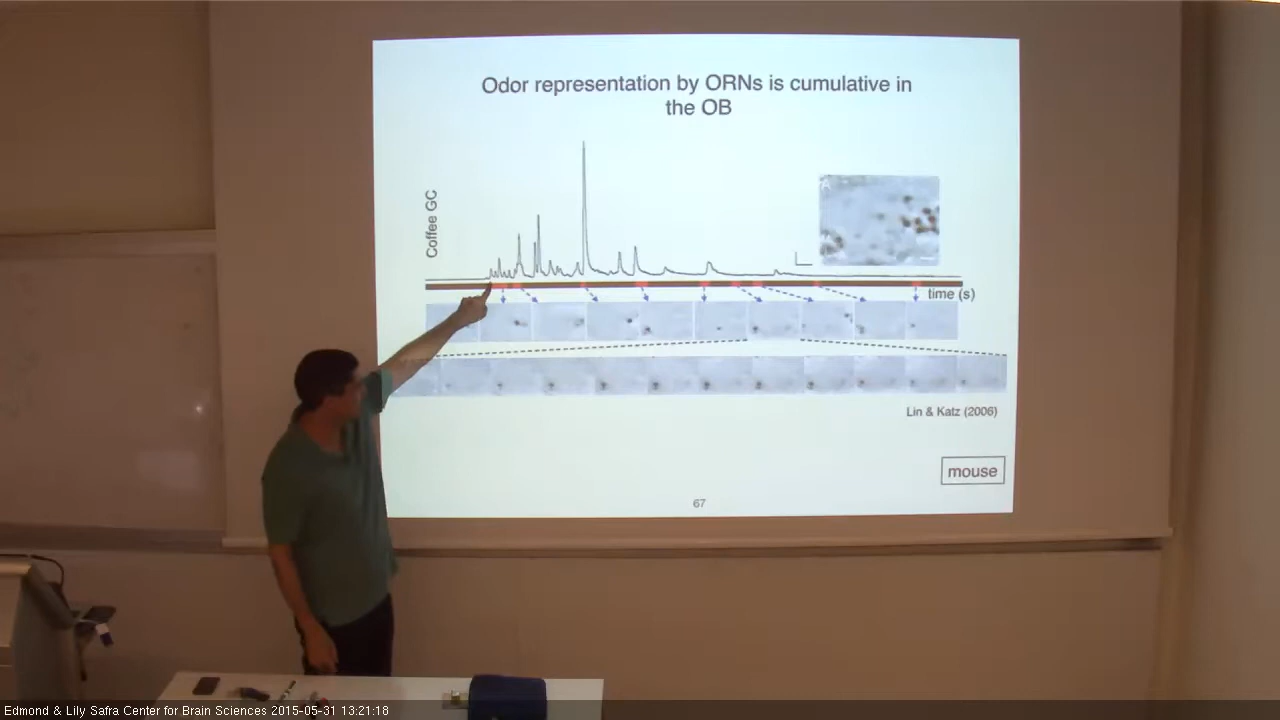 Odor representation by ORNs is cumulative in
the OB
Coffee GC
A
time (s)
Lin & Katz (2006)
mouse
67
Edmond & Lily Safra Center for Brain Sciences 2015-05-31 13:21:18